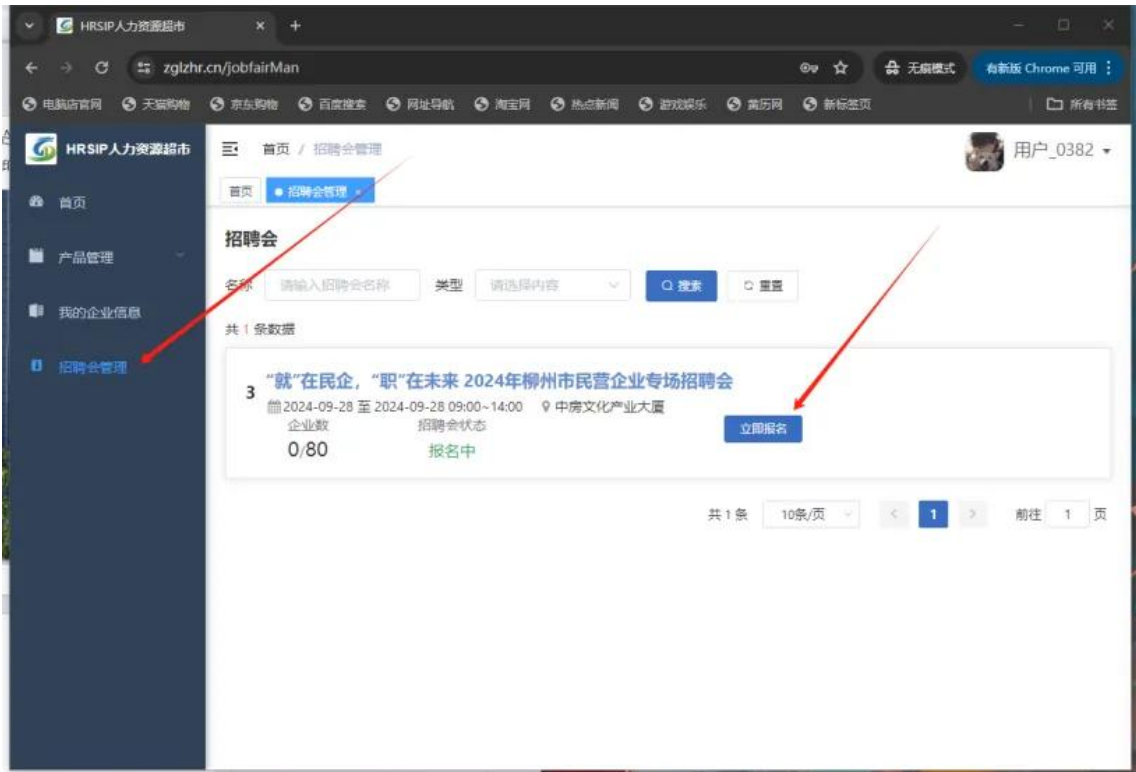 HRSIP人力资源超市
zglzhr.cn/jobfairMan
无痕模式
有新版 Chrome 可用
电脑店官网 天猫购物 京东购物 百度搜索 网址导航 淘宝网 热点新闻 游戏娱乐 黄历网 新标签页 所有书签
HRSIP人力资源超市
首页 / 招聘会管理
用户_0382
首页
产品管理
我的企业信息
招聘会管理
首页 招聘会管理
招聘会
名称 请输入招聘会名称 类型 请选择内容 搜索 重置
共 1 条数据
3 “就”在民企，“职”在未来 2024年柳州市民营企业专场招聘会
2024-09-28 至 2024-09-28 09:00~14:00 中房文化产业大厦
企业数 招聘会状态
立即报名
0/80 报名中
共 1 条 10条/页 < 1 > 前往 1 页